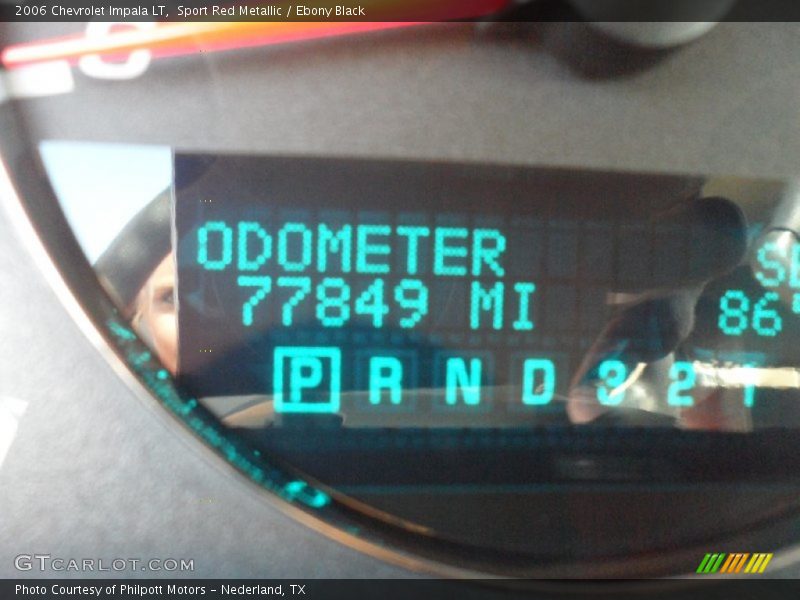 2006 Chevrolet Impala LT, Sport Red Metallic / Ebony Black
ODOMETER
77849 MI
86°
P R N D 3 2 1
GTCARLOT.COM
Photo Courtesy of Philpott Motors - Nederland, TX